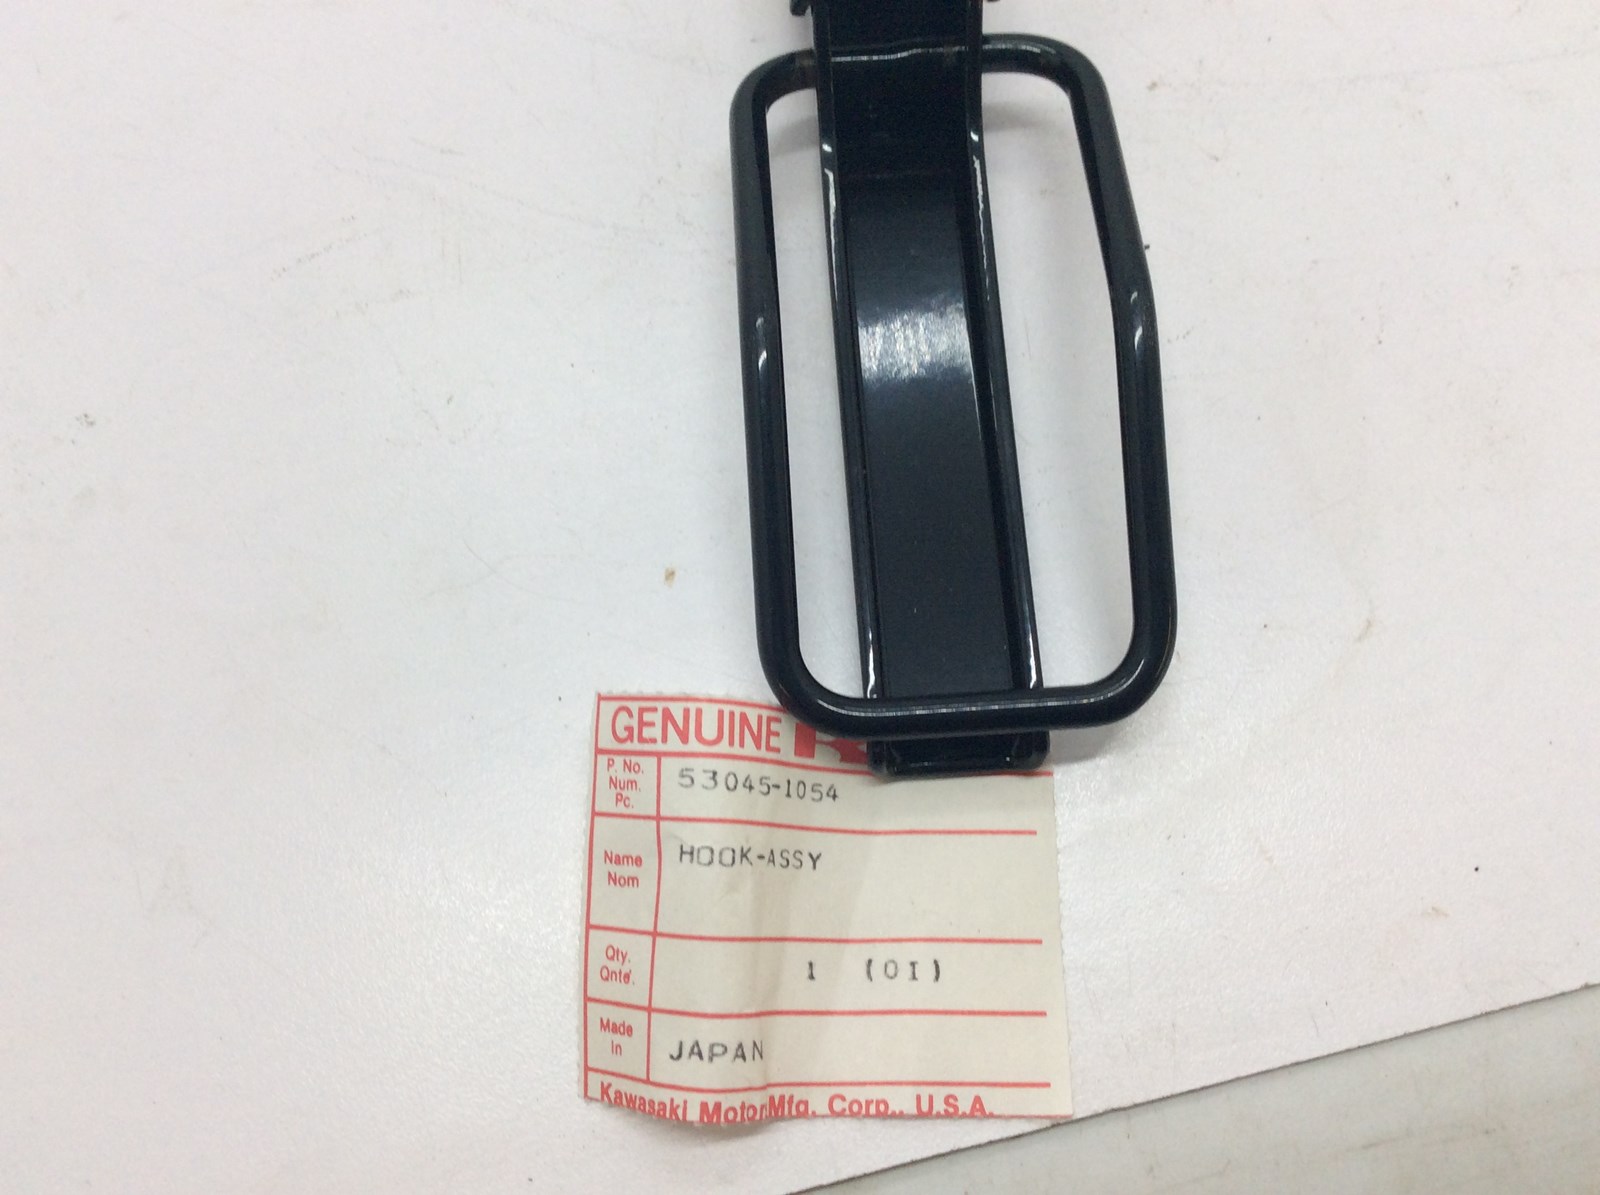 GENUINE
P. No.
Num.
Pc.
53045-1054
Name
Nom
HOOK-ASSY
Qty.
Qnté.
1 (OI)
Made
In
JAPAN
Kawasaki Motor Mfg. Corp., U.S.A.